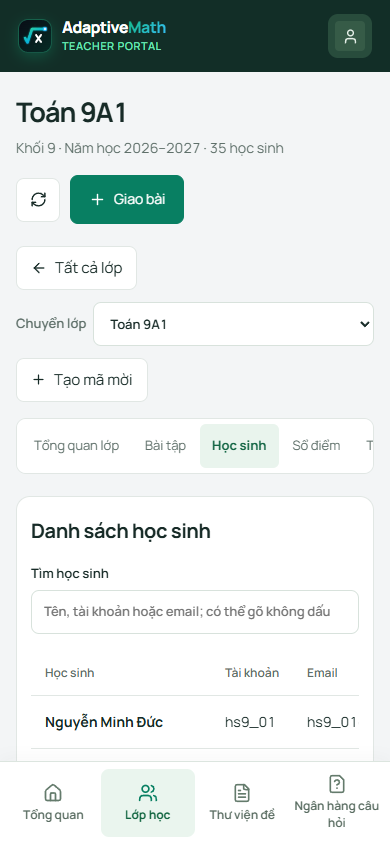 AdaptiveMath
TEACHER PORTAL
Toán 9A1
Khối 9 · Năm học 2026–2027 · 35 học sinh
Giao bài
Tất cả lớp
Chuyển lớp
Toán 9A1
Tạo mã mời
Tổng quan lớp Bài tập Học sinh Sổ điểm T
Danh sách học sinh
Tìm học sinh
Tên, tài khoản hoặc email; có thể gõ không dấu
Học sinh Tài khoản Email
Nguyễn Minh Đức hs9_01 hs9_01
Tổng quan Lớp học Thư viện đề Ngân hàng câu
hỏi